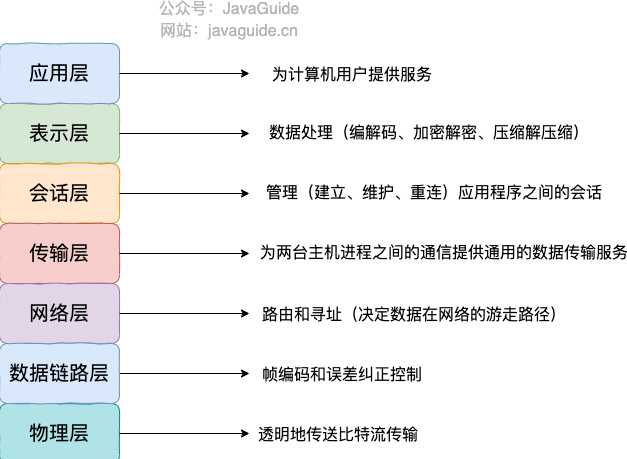 公众号：JavaGuide
网站：javaguide.cn
应用层 为计算机用户提供服务
表示层 数据处理（编解码、加密解密、压缩解压缩）
会话层 管理（建立、维护、重连）应用程序之间的会话
传输层 为两台主机进程之间的通信提供通用的数据传输服务
网络层 路由和寻址（决定数据在网络的游走路径）
数据链路层 帧编码和误差纠正控制
物理层 透明地传送比特流传输